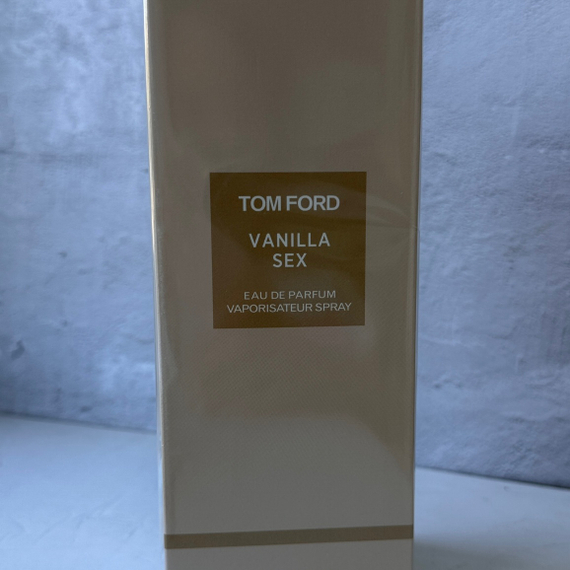 TOM FORD
VANILLA
SEX
EAU DE PARFUM
VAPORISATEUR SPRAY